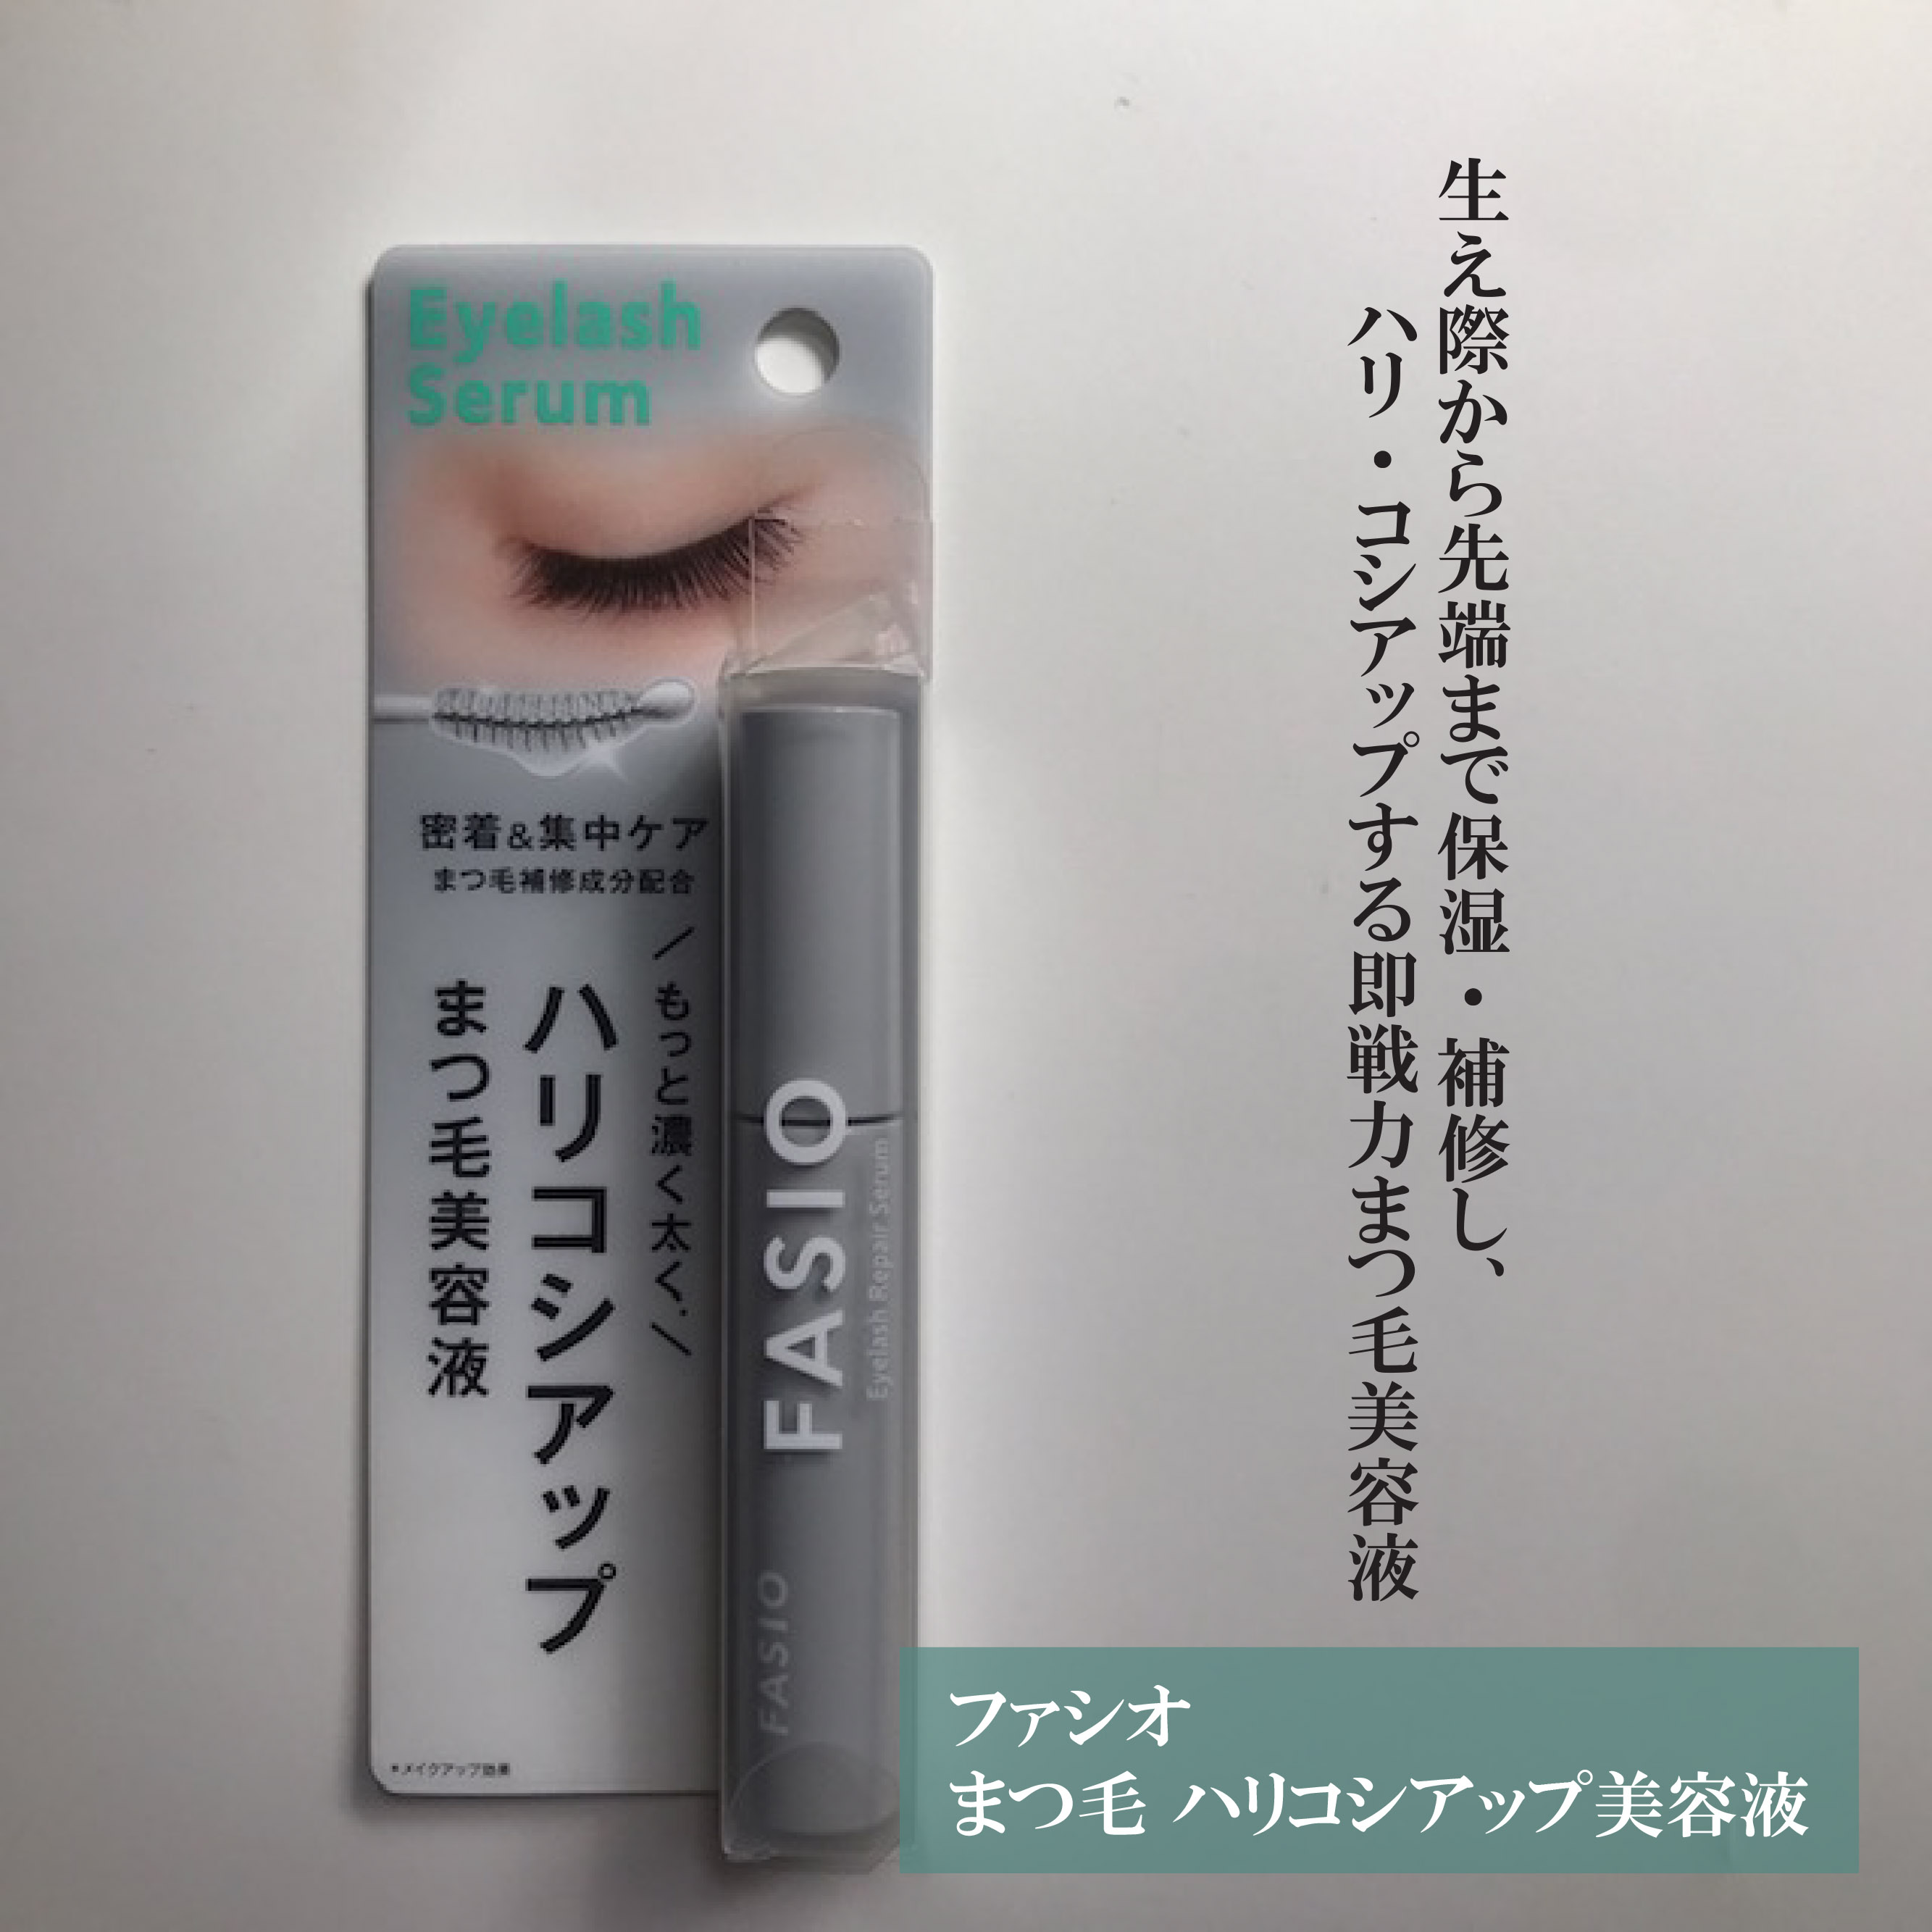 生え際から先端まで保湿・補修し、
ハリ・コシアップする即戦力まつ毛美容液
Eyelash
Serum
密着&集中ケア
まつ毛補修成分配合
／もっと濃く太く*＼
ハリコシアップ
まつ毛美容液
FASIO
Eyelash Repair Serum
FASIO
*メイクアップ効果
ファシオ
まつ毛 ハリコシアップ美容液